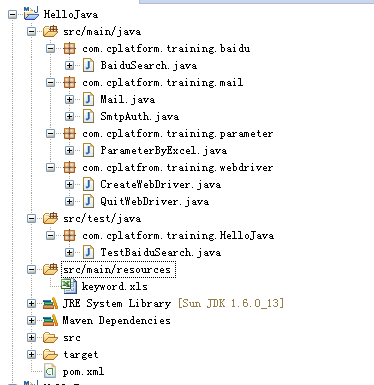 HelloJava
src/main/java
com.cplatform.training.baidu
BaiduSearch.java
com.cplatform.training.mail
Mail.java
SmtpAuth.java
com.cplatform.training.parameter
ParameterByExcel.java
com.cplatfrom.training.webdriver
CreateWebDriver.java
QuitWebDriver.java
src/test/java
com.cplatform.training.HelloJava
TestBaiduSearch.java
src/main/resources
keyword.xls
JRE System Library [Sun JDK 1.6.0_13]
Maven Dependencies
src
target
pom.xml